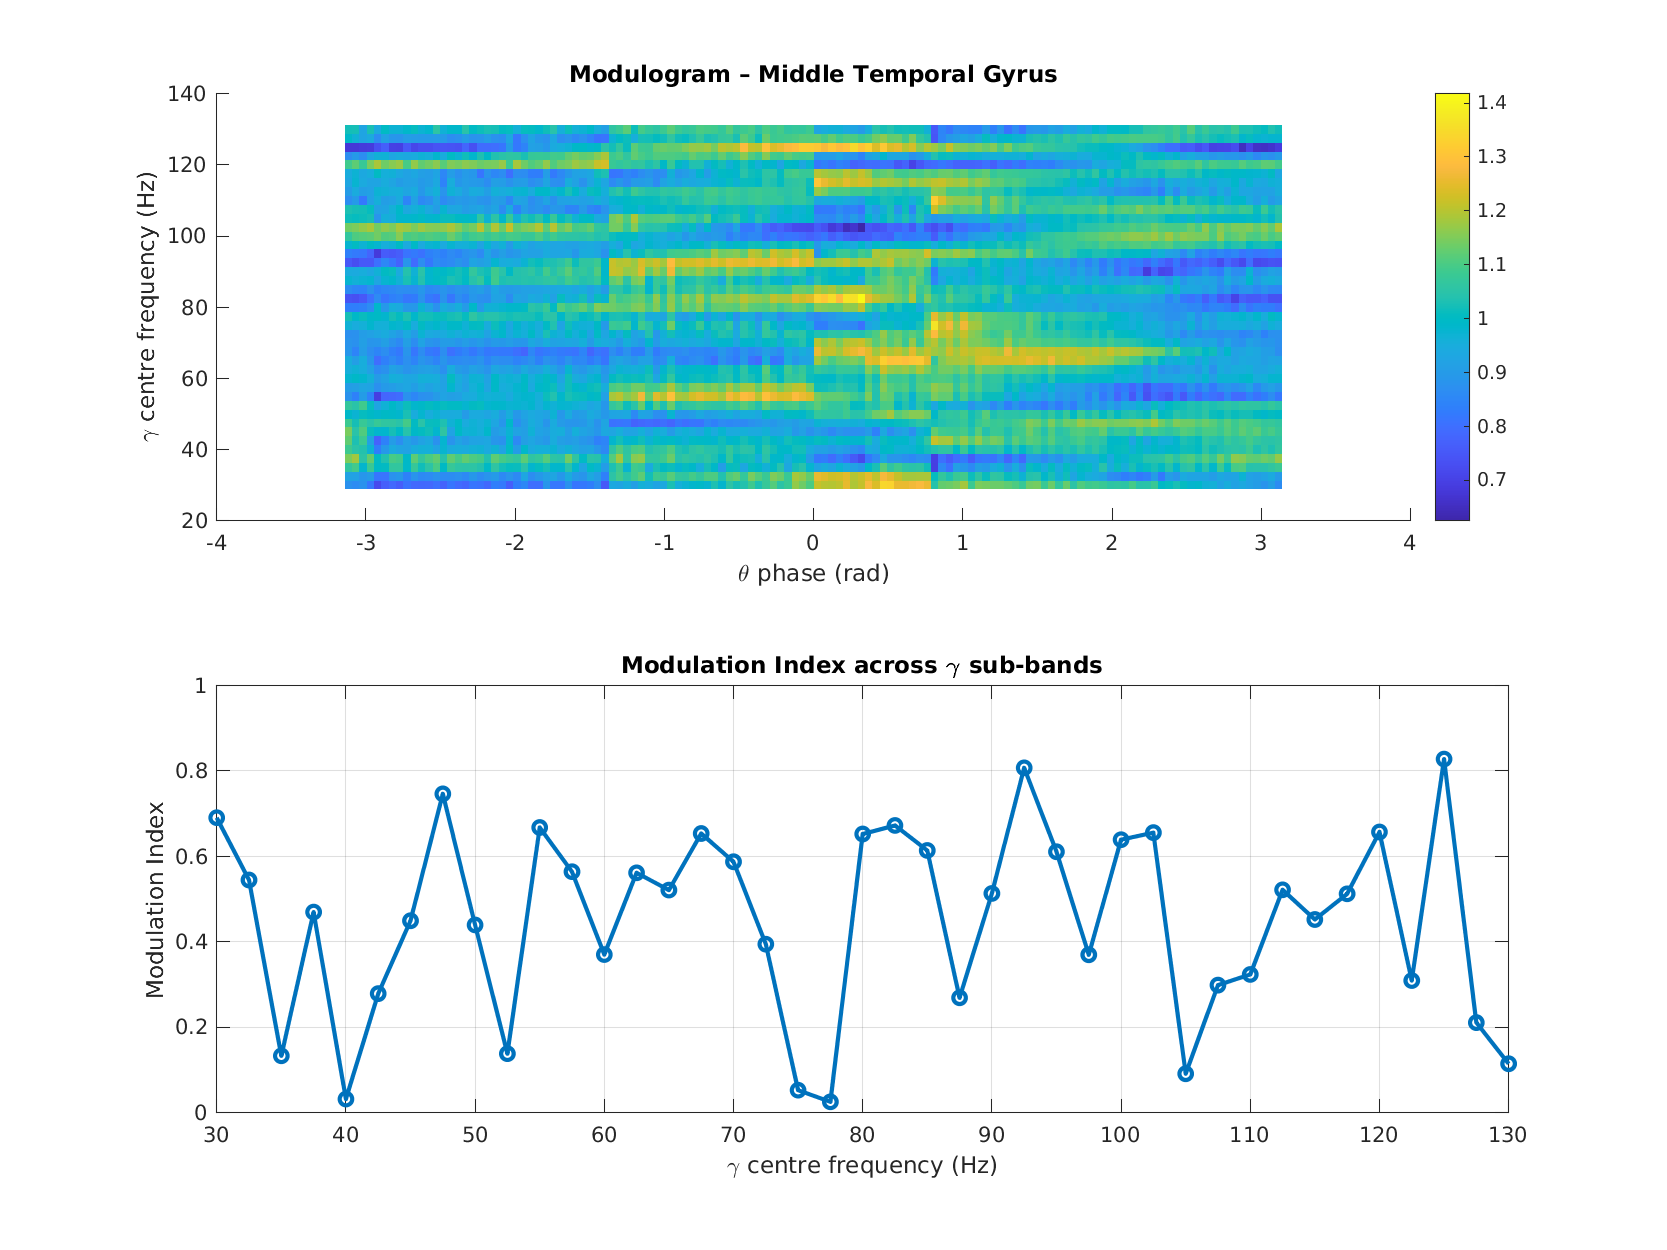 Modulogram – Middle Temporal Gyrus
140
120
100
80
60
40
20
γ centre frequency (Hz)
-4 -3 -2 -1 0 1 2 3 4
θ phase (rad)
1.4
1.3
1.2
1.1
1
0.9
0.8
0.7
Modulation Index across γ sub-bands
1
0.8
0.6
0.4
0.2
0
Modulation Index
30 40 50 60 70 80 90 100 110 120 130
γ centre frequency (Hz)